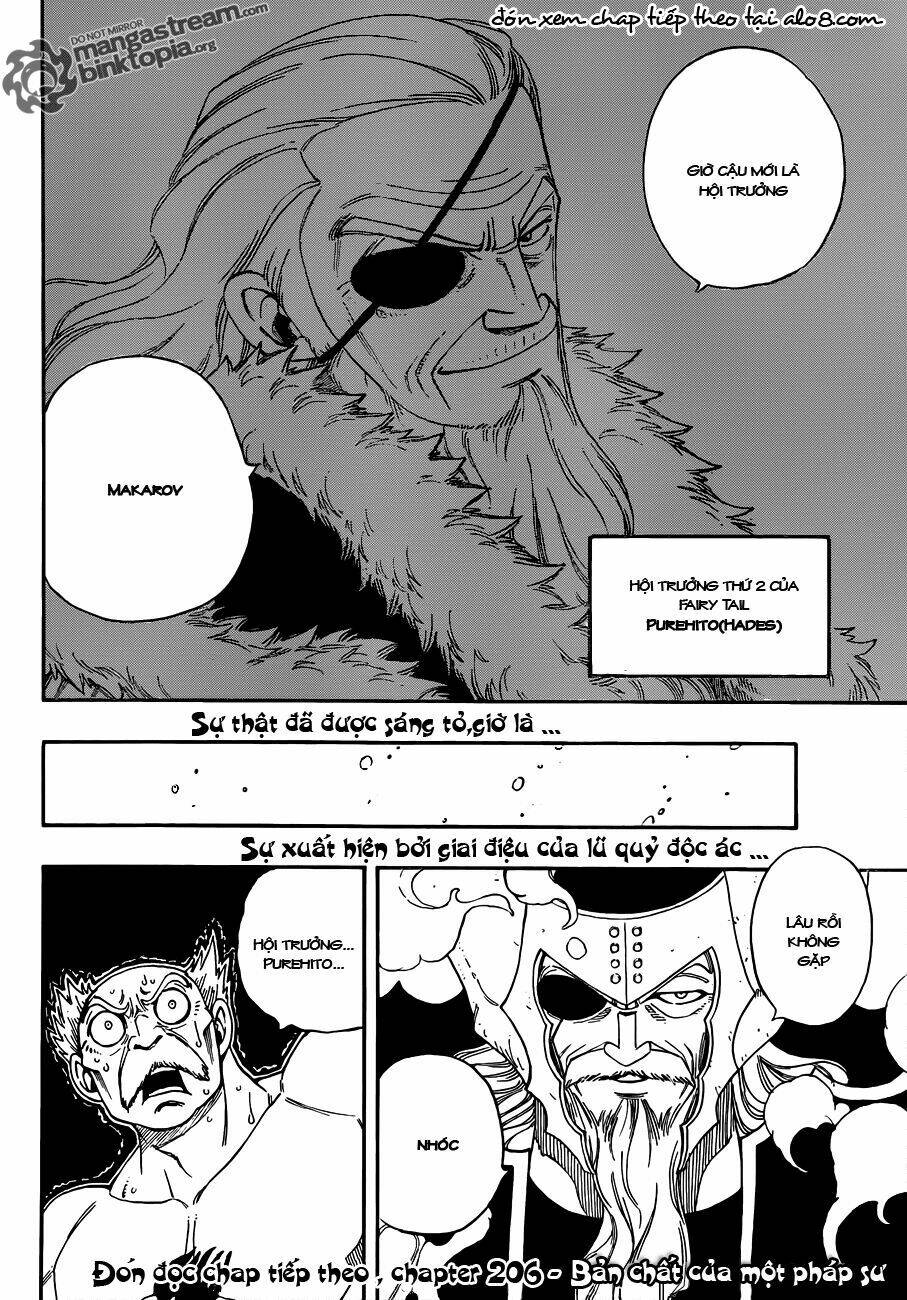 đón xem chap tiếp theo tại alo8.com
DO NOT MIRROR
mangastream.com
binktopia.org
GIỜ CẬU MỚI LÀ
HỘI TRƯỞNG
MAKAROV
HỘI TRƯỞNG THỨ 2 CỦA
FAIRY TAIL
PUREHITO(HADES)
Sự thật đã được sáng tỏ,giờ là ...
Sự xuất hiện bởi giai điệu của lũ quỷ độc ác ...
HỘI TRƯỞNG...
PUREHITO...
LÂU RỒI
KHÔNG
GẶP
NHÓC
Đón đọc chap tiếp theo , chapter 206 - Bản chất của một pháp sư